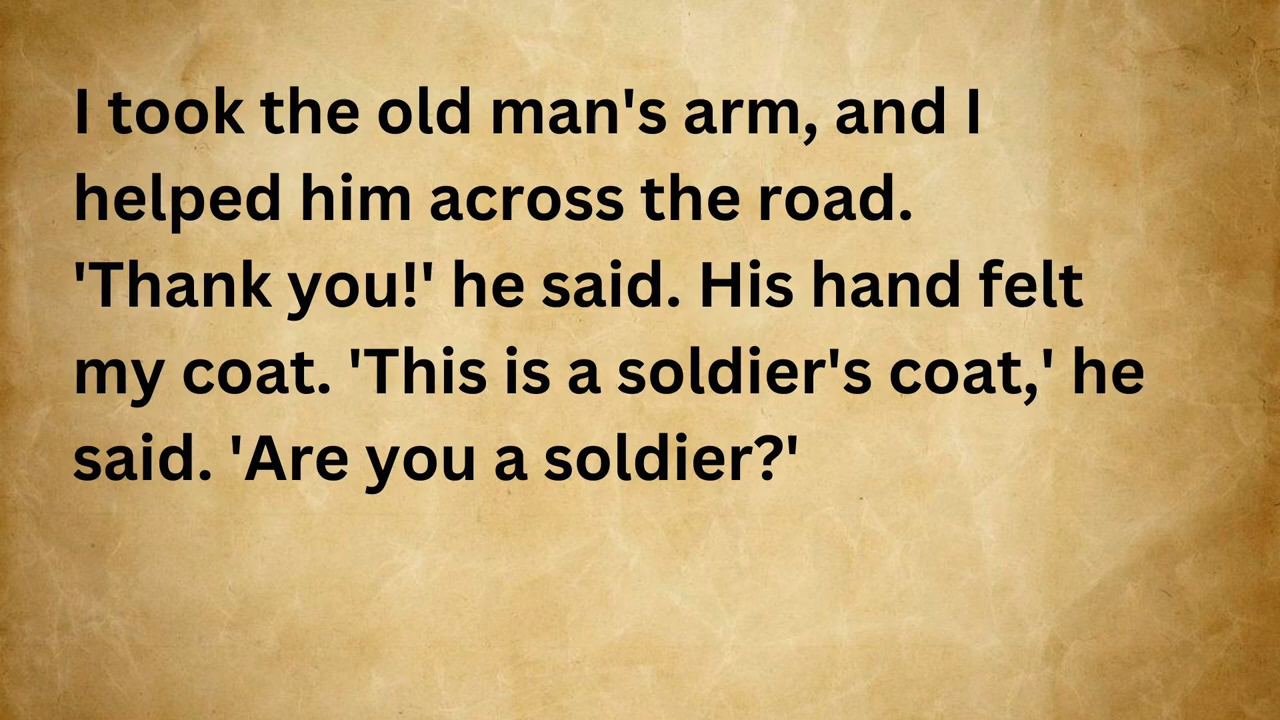 I took the old man's arm, and I
helped him across the road.
'Thank you!' he said. His hand felt
my coat. 'This is a soldier's coat,' he
said. 'Are you a soldier?'